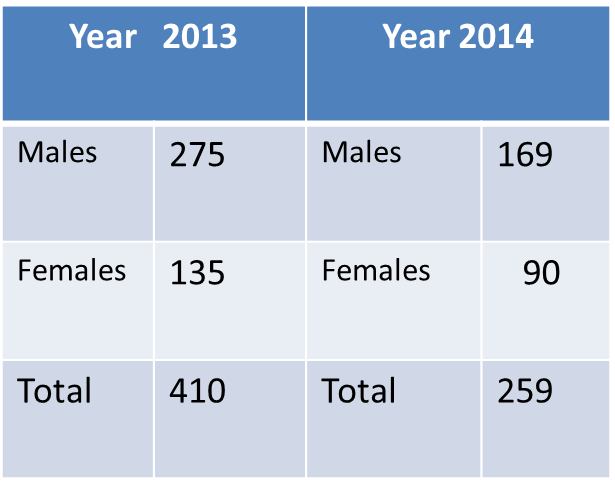 Year 2013 Year 2014
Males 275 Males 169
Females 135 Females 90
Total 410 Total 259